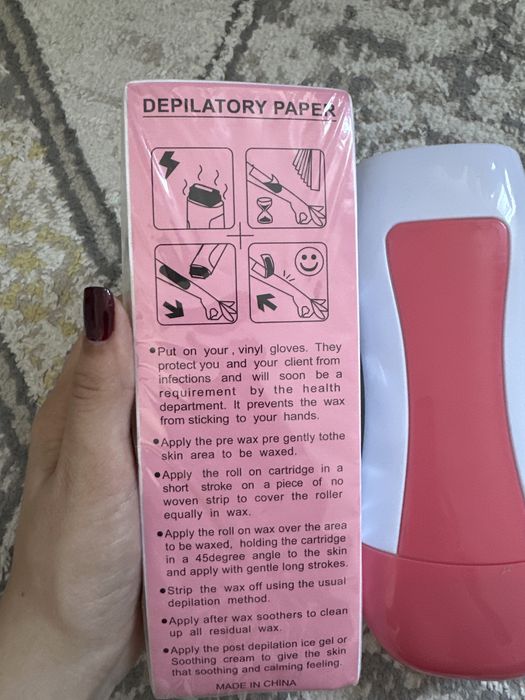 DEPILATORY PAPER
•Put on your , vinyl gloves. They
protect you and your client from
infections and will soon be a
requirement by the health
department. It prevents the wax
from sticking to your hands.
•Apply the pre wax pre gently tothe
skin area to be waxed.
•Apply the roll on cartridge in a
short stroke on a piece of no
woven strip to cover the roller
equally in wax.
•Apply the roll on wax over the area
to be waxed, holding the cartridge
in a 45degree angle to the skin
and apply with gentle long strokes.
•Strip the wax off using the usual
depilation method.
•Apply after wax soothers to clean
up all residual wax.
•Apply the post depilation ice gel or
Soothing cream to give the skin
that soothing and calming feeling.
MADE IN CHINA